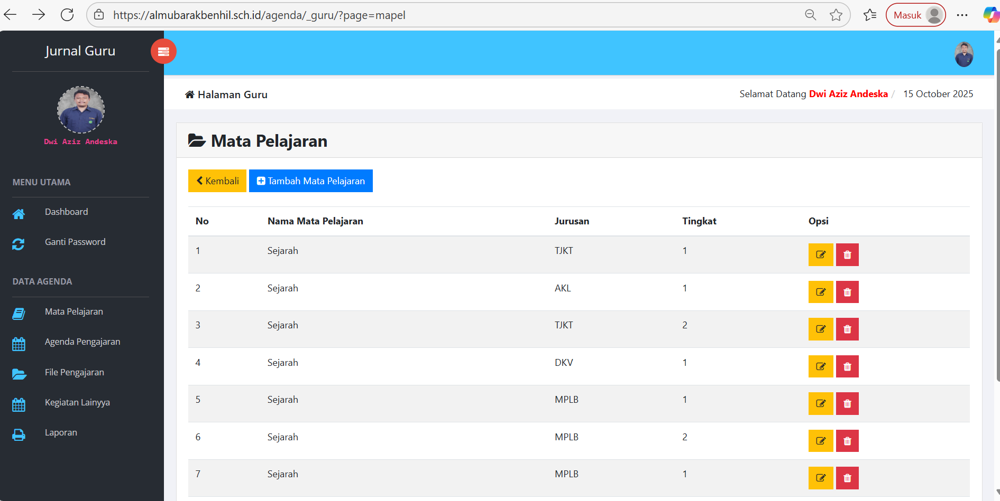 https://almubarakbenhil.sch.id/agenda/_guru/?page=mapel
Masuk
Jurnal Guru
Dwi Aziz Andeska
MENU UTAMA
Dashboard
Ganti Password
DATA AGENDA
Mata Pelajaran
Agenda Pengajaran
File Pengajaran
Kegiatan Lainyya
Laporan
Halaman Guru
Selamat Datang Dwi Aziz Andeska / 15 October 2025
Mata Pelajaran
Kembali Tambah Mata Pelajaran
No Nama Mata Pelajaran Jurusan Tingkat Opsi
1 Sejarah TJKT 1
2 Sejarah AKL 1
3 Sejarah TJKT 2
4 Sejarah DKV 1
5 Sejarah MPLB 1
6 Sejarah MPLB 2
7 Sejarah MPLB 1